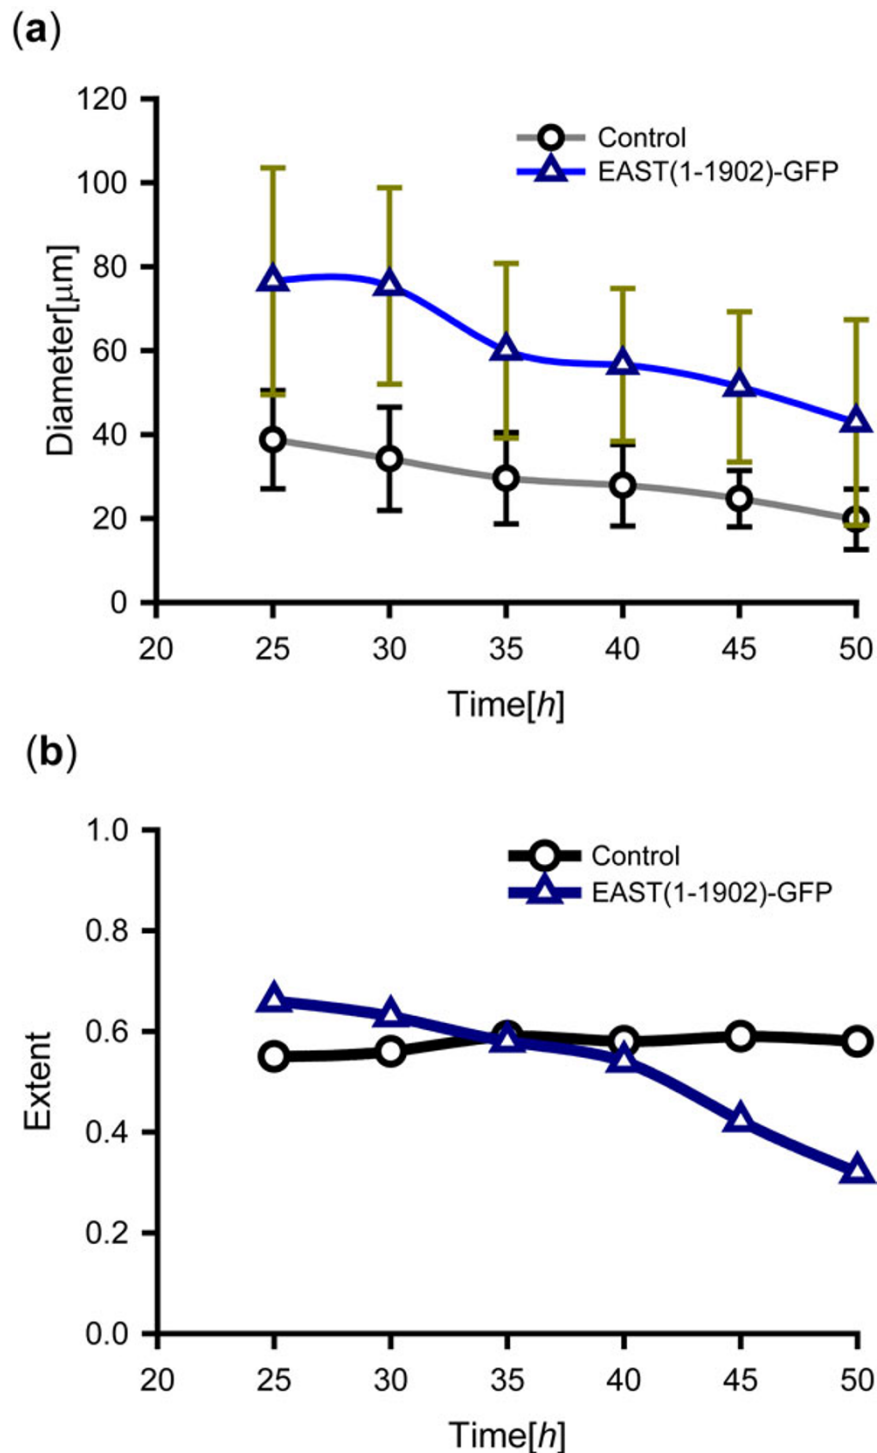 (a)
120
100
80
60
40
20
0
Diameter[μm]
Control
EAST(1-1902)-GFP
20 25 30 35 40 45 50
Time[h]
(b)
1.0
0.8
0.6
0.4
0.2
0.0
Extent
Control
EAST(1-1902)-GFP
20 25 30 35 40 45 50
Time[h]